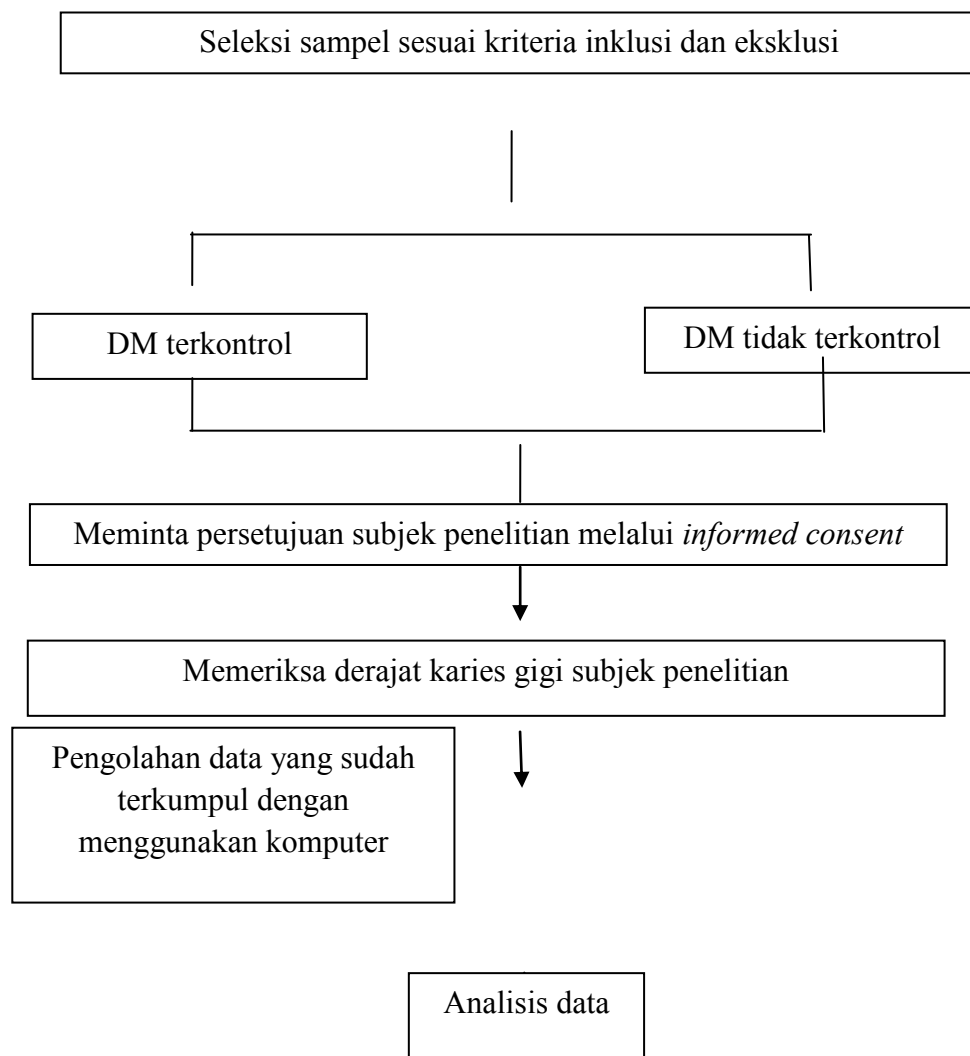 Seleksi sampel sesuai kriteria inklusi dan eksklusi
DM terkontrol
DM tidak terkontrol
Meminta persetujuan subjek penelitian melalui informed consent
Memeriksa derajat karies gigi subjek penelitian
Pengolahan data yang sudah
terkumpul dengan
menggunakan komputer
Analisis data